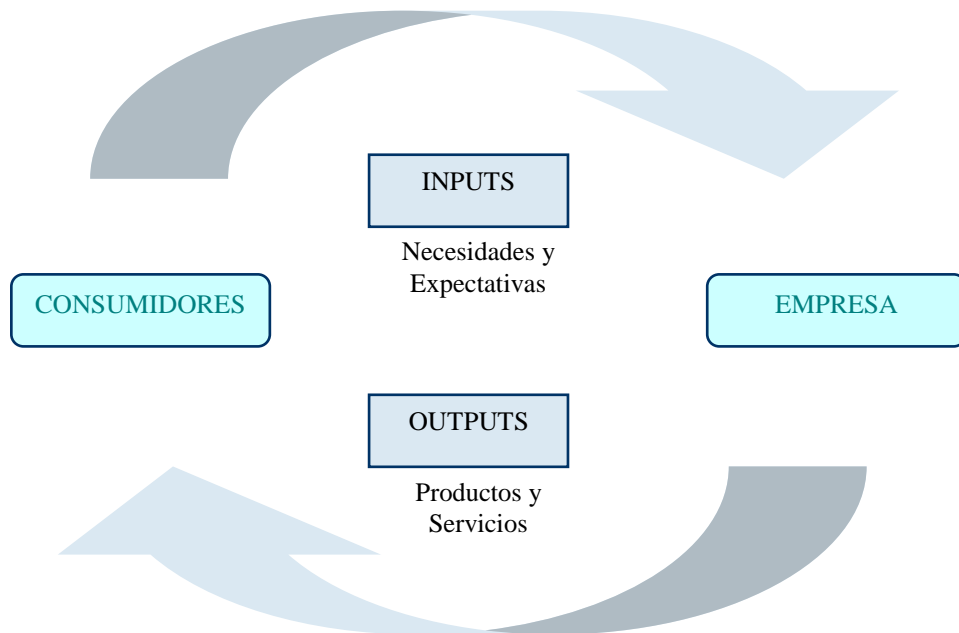 INPUTS
Necesidades y
Expectativas
CONSUMIDORES
EMPRESA
OUTPUTS
Productos y
Servicios